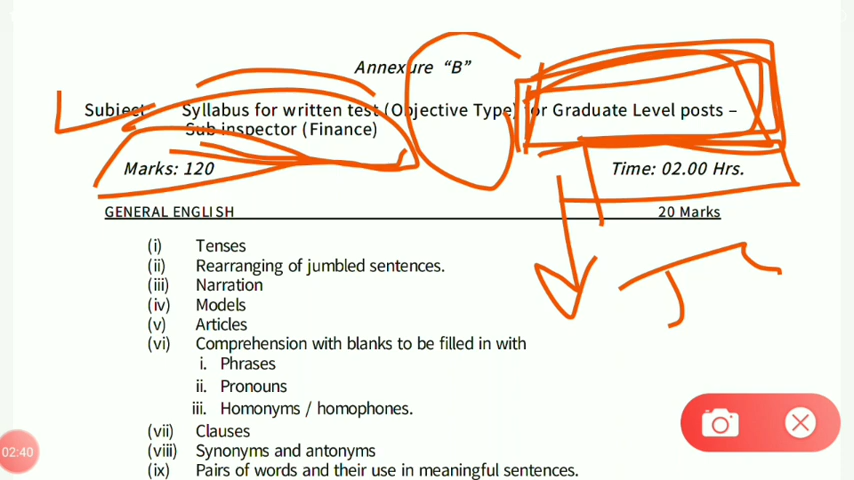 Annexure “B”
Subject Syllabus for written test (Objective Type) for Graduate Level posts –
Sub inspector (Finance)
Marks: 120 Time: 02.00 Hrs.
GENERAL ENGLISH 20 Marks
(i) Tenses
(ii) Rearranging of jumbled sentences.
(iii) Narration
(iv) Models
(v) Articles
(vi) Comprehension with blanks to be filled in with
i. Phrases
ii. Pronouns
iii. Homonyms / homophones.
(vii) Clauses
(viii) Synonyms and antonyms
(ix) Pairs of words and their use in meaningful sentences.
02:40